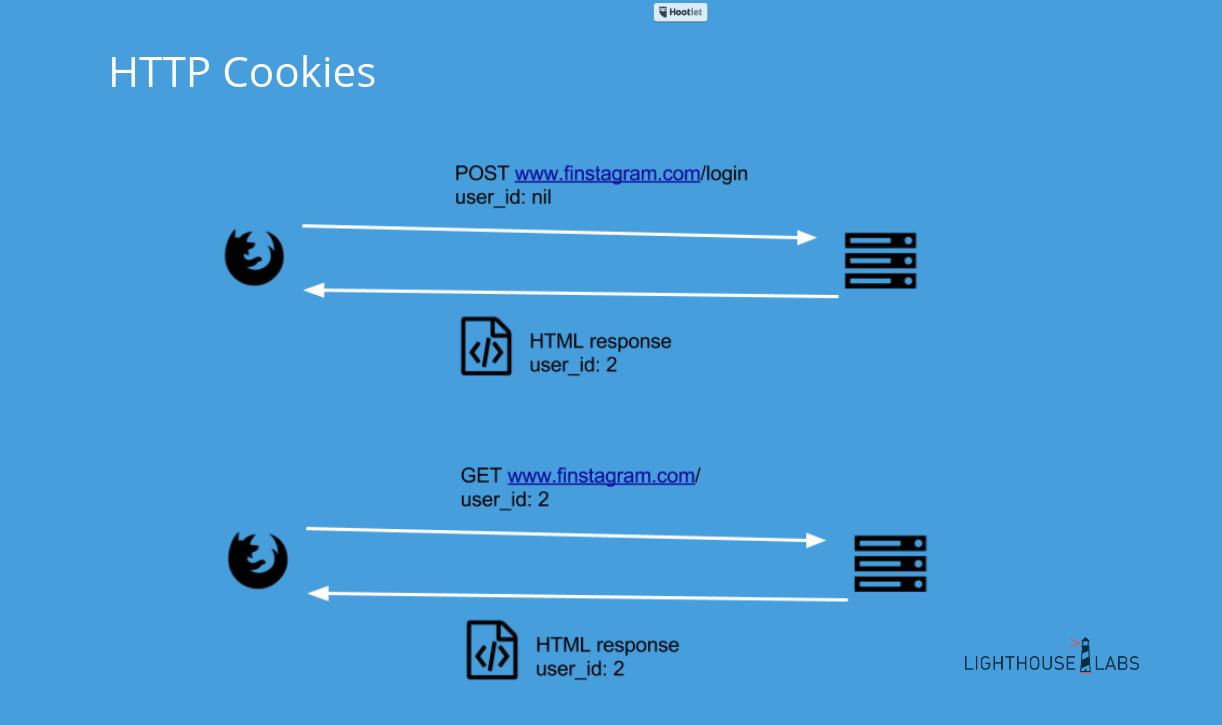 Hootlet
HTTP Cookies
POST www.finstagram.com/login
user_id: nil
HTML response
user_id: 2
GET www.finstagram.com/
user_id: 2
HTML response
user_id: 2
LIGHTHOUSE LABS